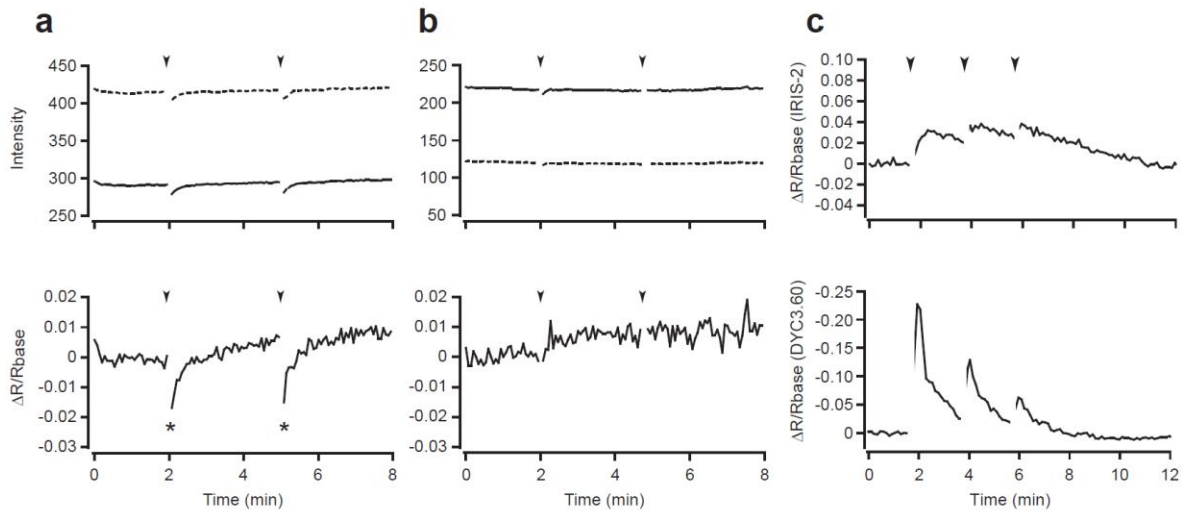 a
b
c
Intensity
450
400
350
300
250
250
200
150
100
50
ΔR/Rbase (IRIS-2)
0.10
0.08
0.06
0.04
0.02
0
-0.02
-0.04
ΔR/Rbase
0.02
0.01
0
-0.01
-0.02
-0.03
* *
0 2 4 6 8
Time (min)
0.02
0.01
0
-0.01
-0.02
-0.03
0 2 4 6 8
Time (min)
ΔR/Rbase (DYC3.60)
-0.25
-0.20
-0.15
-0.10
-0.05
0
0 2 4 6 8 10 12
Time (min)